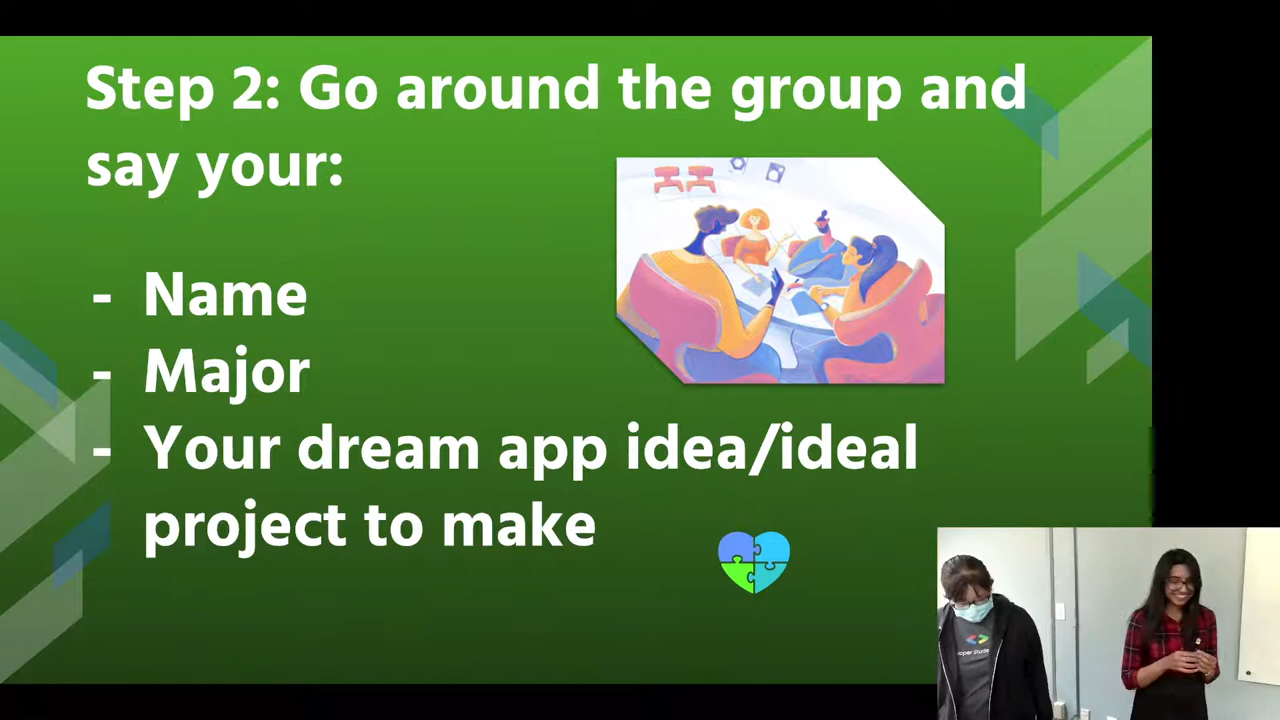 Step 2: Go around the group and
say your:
- Name
- Major
- Your dream app idea/ideal
project to make